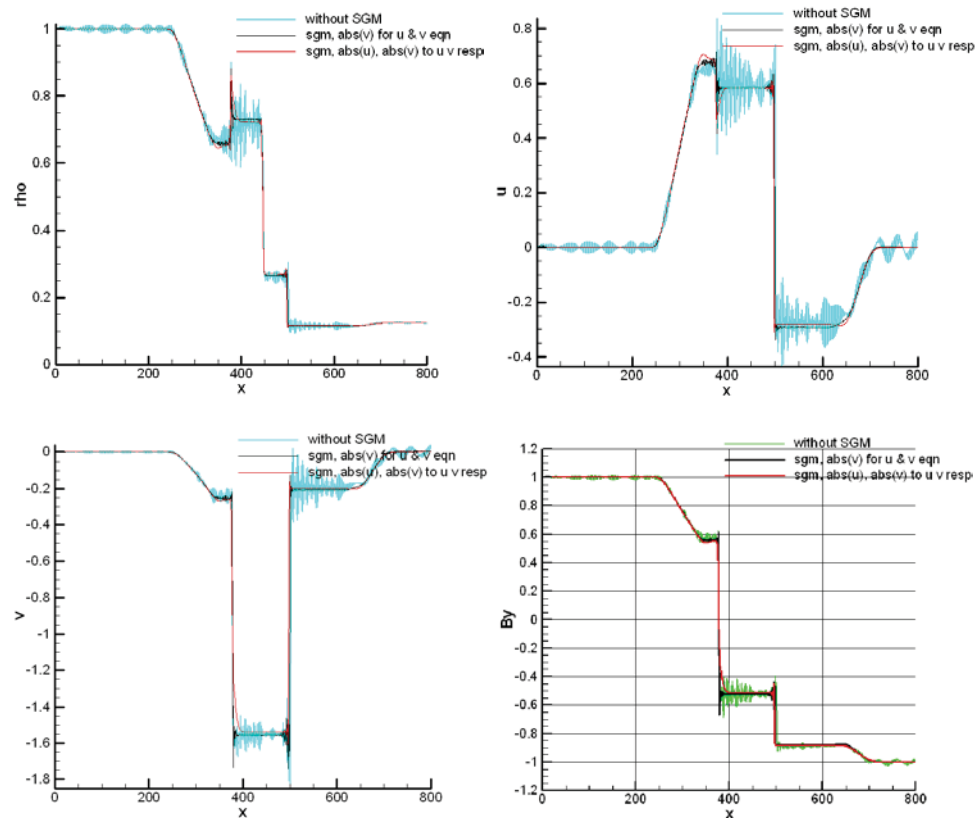 without SGM
sgm, abs(v) for u & v eqn
sgm, abs(u), abs(v) to u v resp
1
0.8
0.6
0.4
0.2
0
rho
0 200 400 600 800
x
without SGM
sgm, abs(v) for u & v eqn
sgm, abs(u), abs(v) to u v resp
0.8
0.6
0.4
0.2
0
-0.2
-0.4
u
0 200 400 600 800
x
without SGM
sgm, abs(v) for u & v eqn
sgm, abs(u), abs(v) to u v resp
0
-0.2
-0.4
-0.6
-0.8
-1
-1.2
-1.4
-1.6
-1.8
v
0 200 400 600 800
x
without SGM
sgm, abs(v) for u & v eqn
sgm, abs(u), abs(v) to u v resp
1.2
1
0.8
0.6
0.4
0.2
0
-0.2
-0.4
-0.6
-0.8
-1
-1.2
By
0 200 400 600 800
x